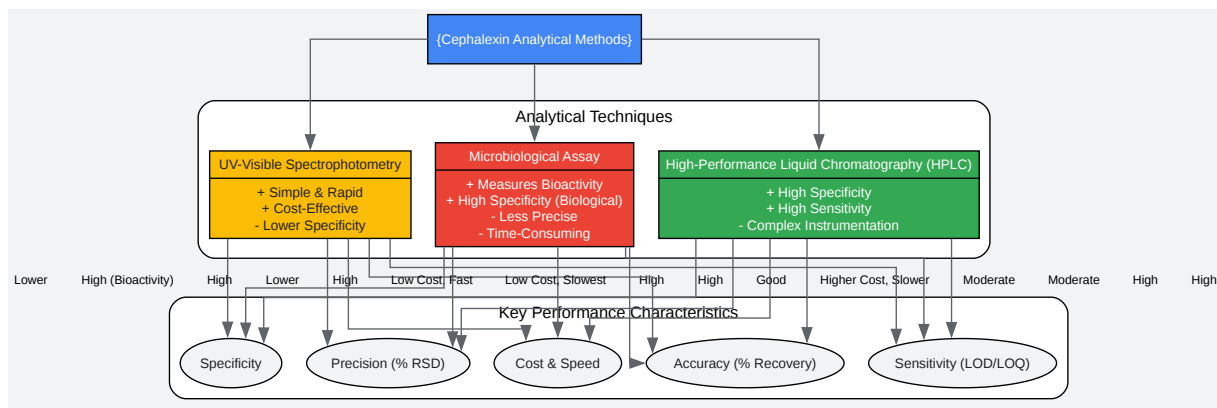 {Cephalexin Analytical Methods}
Analytical Techniques
UV-Visible Spectrophotometry
+ Simple & Rapid
+ Cost-Effective
- Lower Specificity
Microbiological Assay
+ Measures Bioactivity
+ High Specificity (Biological)
- Less Precise
- Time-Consuming
High-Performance Liquid Chromatography (HPLC)
+ High Specificity
+ High Sensitivity
- Complex Instrumentation
Lower High (Bioactivity) High Lower High Low Cost, Fast Low Cost, Slowest High High Good Higher Cost, Slower Moderate Moderate High High
Key Performance Characteristics
Specificity
Precision (% RSD)
Cost & Speed
Accuracy (% Recovery)
Sensitivity (LOD/LOQ)